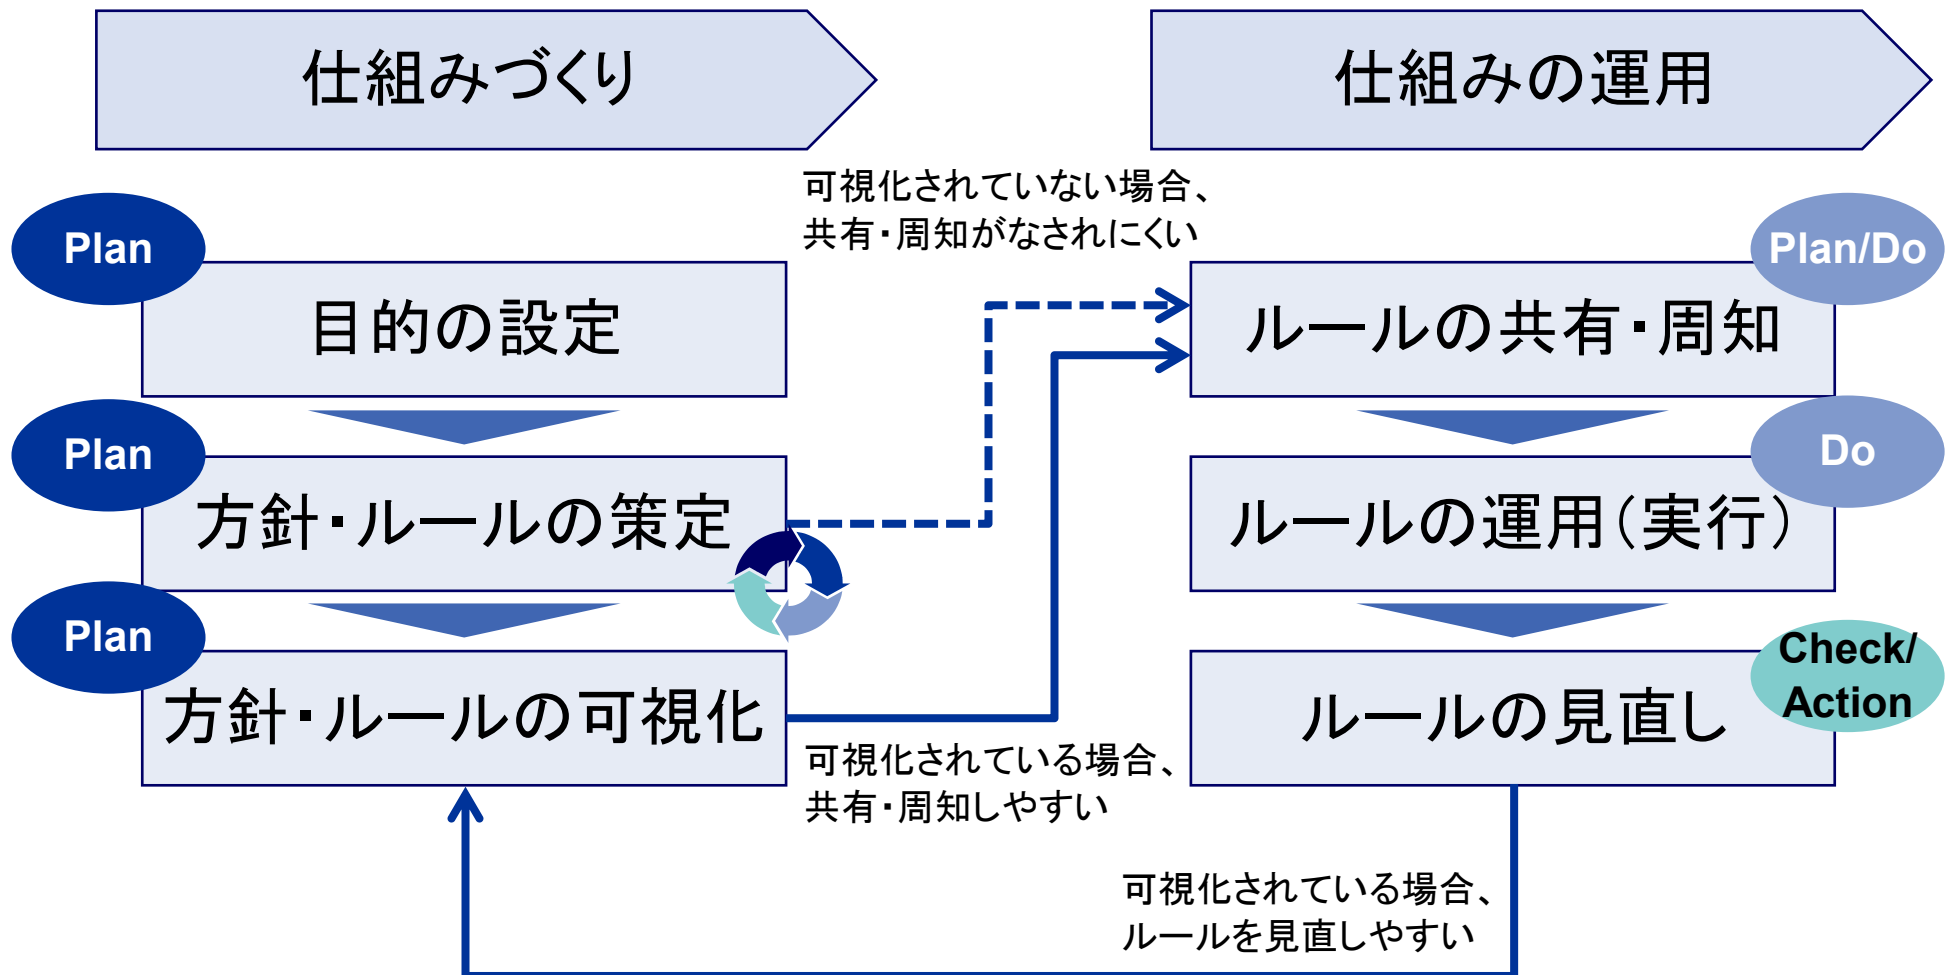 仕組みづくり
仕組みの運用
可視化されていない場合、
共有・周知がなされにくい
Plan
目的の設定
Plan
方針・ルールの策定
Plan
方針・ルールの可視化
可視化されている場合、
共有・周知しやすい
Plan/Do
ルールの共有・周知
Do
ルールの運用（実行）
Check/
Action
ルールの見直し
可視化されている場合、
ルールを見直しやすい